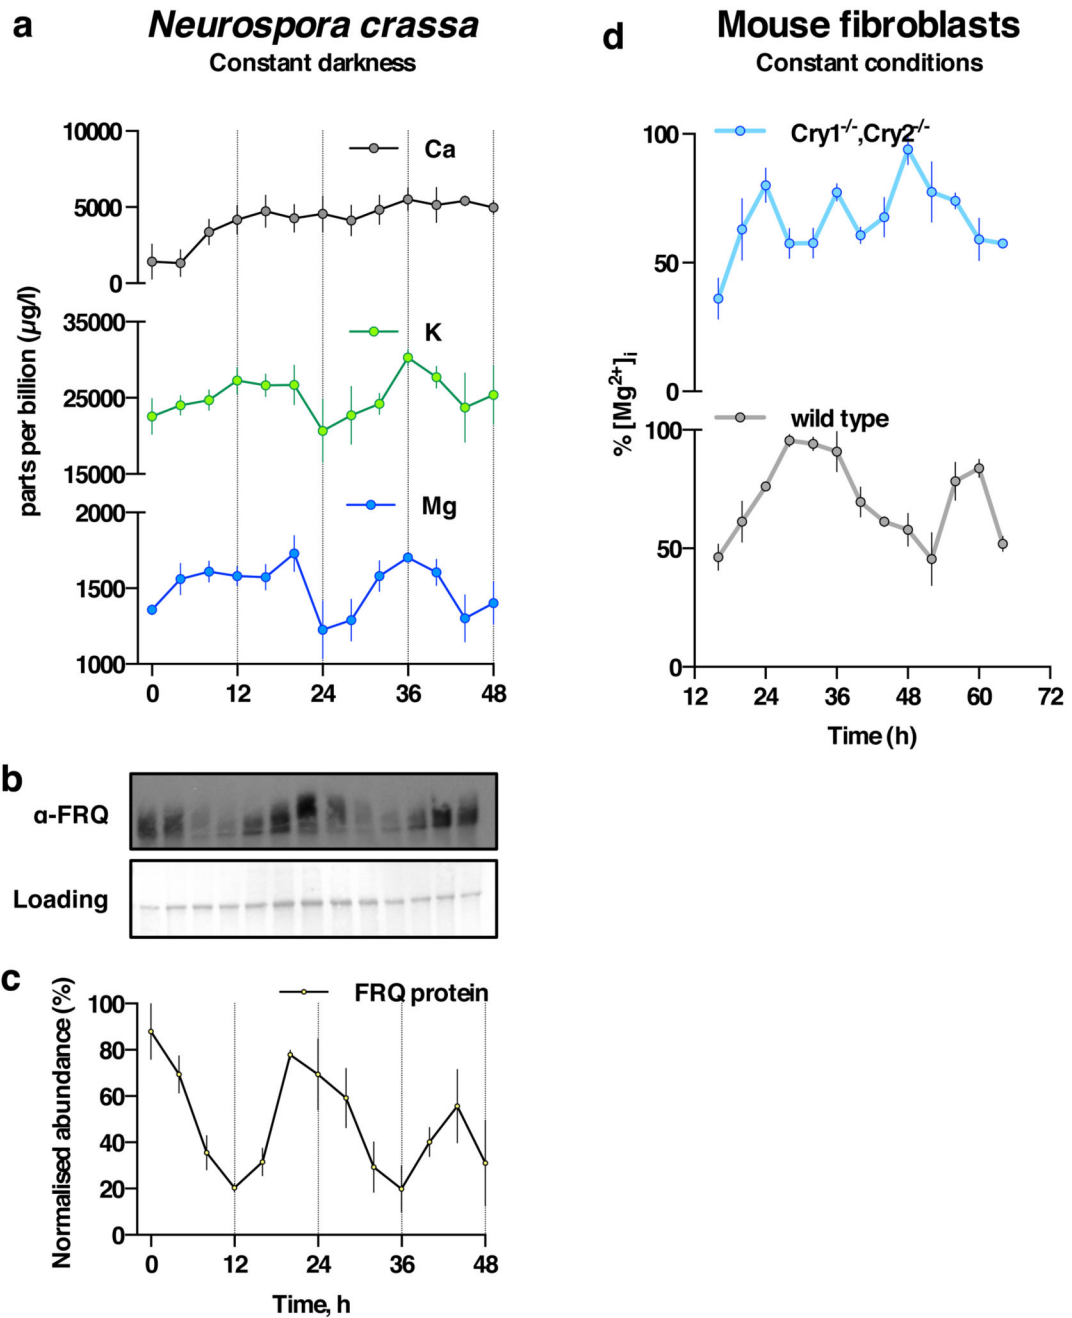 a
Neurospora crassa
Constant darkness
parts per billion (µg/l)
10000
5000
0
Ca
35000
25000
15000
K
2000
1500
1000
Mg
0 12 24 36 48
b
α-FRQ
Loading
c
Normalised abundance (%)
FRQ protein
100
80
60
40
20
0
0 12 24 36 48
Time, h
d
Mouse fibroblasts
Constant conditions
% [Mg2+]i
100
50
0
Cry1-/-,Cry2-/-
wild type
100
50
0
12 24 36 48 60 72
Time (h)